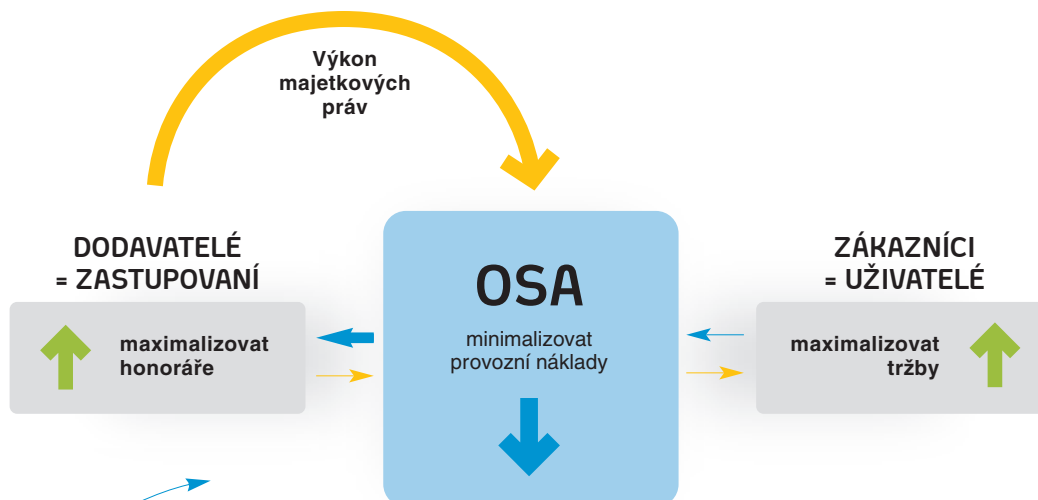 Výkon
majetkových
práv
DODAVATELÉ
= ZASTUPOVANÍ
maximalizovat
honoráře
OSA
minimalizovat
provozní náklady
ZÁKAZNÍCI
= UŽIVATELÉ
maximalizovat
tržby